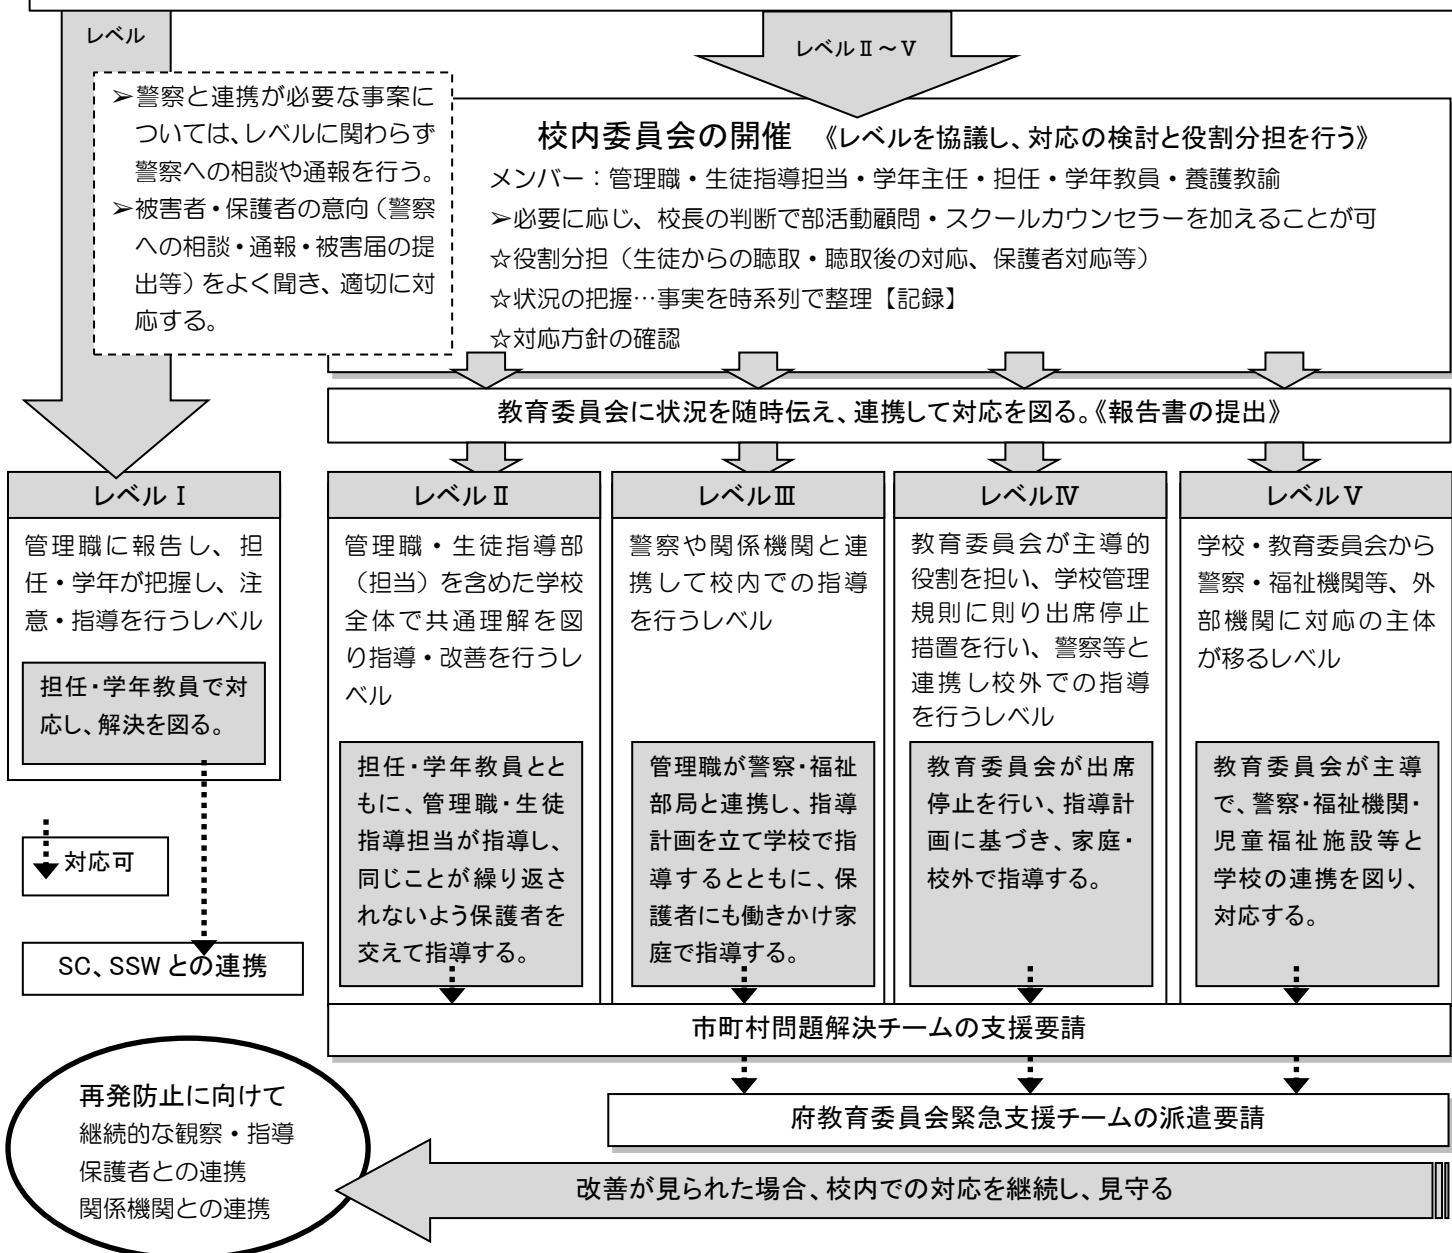 レベル
レベルⅡ～Ⅴ
➢警察と連携が必要な事案に
ついては、レベルに関わらず
警察への相談や通報を行う。
➢被害者・保護者の意向（警察
への相談・通報・被害届の提
出等）をよく聞き、適切に対
応する。
校内委員会の開催　《レベルを協議し、対応の検討と役割分担を行う》
メンバー：管理職・生徒指導担当・学年主任・担任・学年教員・養護教諭
➢必要に応じ、校長の判断で部活動顧問・スクールカウンセラーを加えることが可
☆役割分担（生徒からの聴取・聴取後の対応、保護者対応等）
☆状況の把握…事実を時系列で整理【記録】
☆対応方針の確認
教育委員会に状況を随時伝え、連携して対応を図る。《報告書の提出》
レベルⅠ
管理職に報告し、担
任・学年が把握し、注
意・指導を行うレベル
担任・学年教員で対
応し、解決を図る。
対応可
SC、SSWとの連携
レベルⅡ
管理職・生徒指導部
（担当）を含めた学校
全体で共通理解を図
り指導・改善を行うレ
ベル
担任・学年教員とと
もに、管理職・生徒
指導担当が指導し、
同じことが繰り返さ
れないよう保護者を
交えて指導する。
レベルⅢ
警察や関係機関と連
携して校内での指導
を行うレベル
管理職が警察・福祉
部局と連携し、指導
計画を立て学校で指
導するとともに、保
護者にも働きかけ家
庭で指導する。
レベルⅣ
教育委員会が主導的
役割を担い、学校管理
規則に則り出席停止
措置を行い、警察等と
連携し校外での指導
を行うレベル
教育委員会が出席
停止を行い、指導計
画に基づき、家庭・
校外で指導する。
レベルⅤ
学校・教育委員会から
警察・福祉機関等、外
部機関に対応の主体
が移るレベル
教育委員会が主導
で、警察・福祉機関・
児童福祉施設等と
学校の連携を図り、
対応する。
市町村問題解決チームの支援要請
府教育委員会緊急支援チームの派遣要請
改善が見られた場合、校内での対応を継続し、見守る
再発防止に向けて
継続的な観察・指導
保護者との連携
関係機関との連携